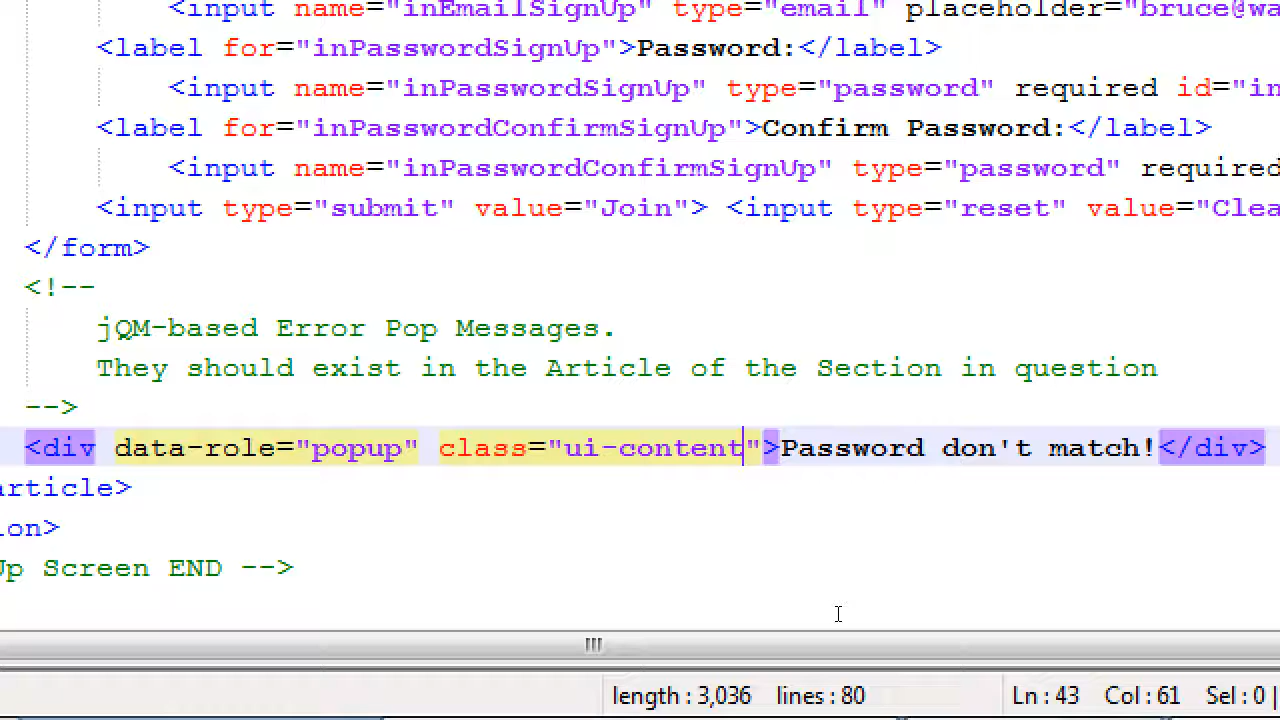 <input name="inEmailSignUp" type="email" placeholder="bruce@wa
<label for="inPasswordSignUp">Password:</label>
<input name="inPasswordSignUp" type="password" required id="in
<label for="inPasswordConfirmSignUp">Confirm Password:</label>
<input name="inPasswordConfirmSignUp" type="password" required
<input type="submit" value="Join"> <input type="reset" value="Clea
</form>
<!--
jQM-based Error Pop Messages.
They should exist in the Article of the Section in question
-->
<div data-role="popup" class="ui-content">Password don't match!</div>
article>
ion>
Up Screen END -->
length : 3,036 lines : 80 Ln : 43 Col : 61 Sel : 0 |